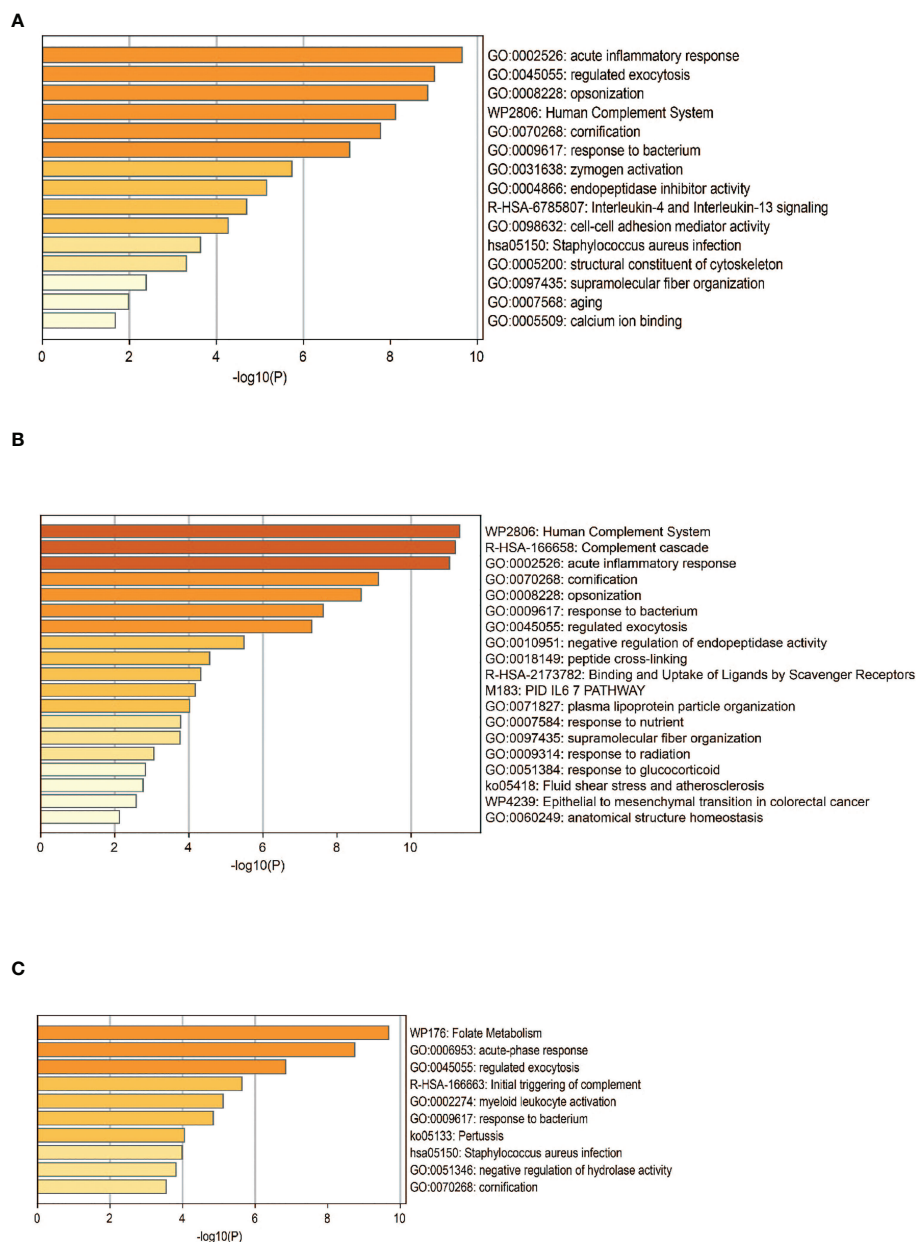 A
GO:0002526: acute inflammatory response
GO:0045055: regulated exocytosis
GO:0008228: opsonization
WP2806: Human Complement System
GO:0070268: cornification
GO:0009617: response to bacterium
GO:0031638: zymogen activation
GO:0004866: endopeptidase inhibitor activity
R-HSA-6785807: Interleukin-4 and Interleukin-13 signaling
GO:0098632: cell-cell adhesion mediator activity
hsa05150: Staphylococcus aureus infection
GO:0005200: structural constituent of cytoskeleton
GO:0097435: supramolecular fiber organization
GO:0007568: aging
GO:0005509: calcium ion binding
0 2 4 6 8 10
-log10(P)
B
WP2806: Human Complement System
R-HSA-166658: Complement cascade
GO:0002526: acute inflammatory response
GO:0070268: cornification
GO:0008228: opsonization
GO:0009617: response to bacterium
GO:0045055: regulated exocytosis
GO:0010951: negative regulation of endopeptidase activity
GO:0018149: peptide cross-linking
R-HSA-2173782: Binding and Uptake of Ligands by Scavenger Receptors
M183: PID IL6 7 PATHWAY
GO:0071827: plasma lipoprotein particle organization
GO:0007584: response to nutrient
GO:0097435: supramolecular fiber organization
GO:0009314: response to radiation
GO:0051384: response to glucocorticoid
ko05418: Fluid shear stress and atherosclerosis
WP4239: Epithelial to mesenchymal transition in colorectal cancer
GO:0060249: anatomical structure homeostasis
0 2 4 6 8 10
-log10(P)
C
WP176: Folate Metabolism
GO:0006953: acute-phase response
GO:0045055: regulated exocytosis
R-HSA-166663: Initial triggering of complement
GO:0002274: myeloid leukocyte activation
GO:0009617: response to bacterium
ko05133: Pertussis
hsa05150: Staphylococcus aureus infection
GO:0051346: negative regulation of hydrolase activity
GO:0070268: cornification
0 2 4 6 8 10
-log10(P)